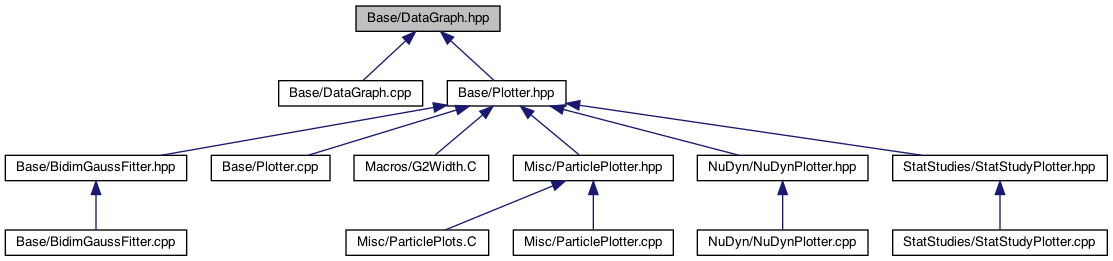 Base/DataGraph.hpp
Base/DataGraph.cpp
Base/Plotter.hpp
Base/BidimGaussFitter.hpp
Base/Plotter.cpp
Macros/G2Width.C
Misc/ParticlePlotter.hpp
NuDyn/NuDynPlotter.hpp
StatStudies/StatStudyPlotter.hpp
Base/BidimGaussFitter.cpp
Misc/ParticlePlots.C
Misc/ParticlePlotter.cpp
NuDyn/NuDynPlotter.cpp
StatStudies/StatStudyPlotter.cpp